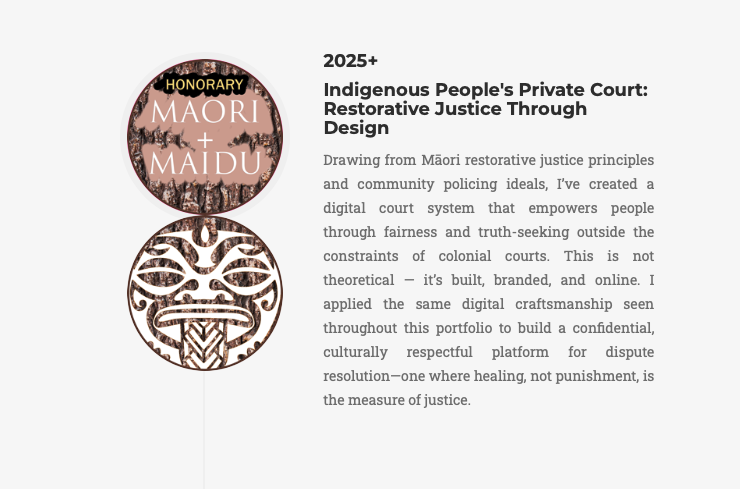 HONORARY
MAORI
+
MAIDU
2025+
Indigenous People's Private Court:
Restorative Justice Through
Design
Drawing from Māori restorative justice principles
and community policing ideals, I’ve created a
digital court system that empowers people
through fairness and truth-seeking outside the
constraints of colonial courts. This is not
theoretical — it’s built, branded, and online. I
applied the same digital craftsmanship seen
throughout this portfolio to build a confidential,
culturally respectful platform for dispute
resolution—one where healing, not punishment, is
the measure of justice.